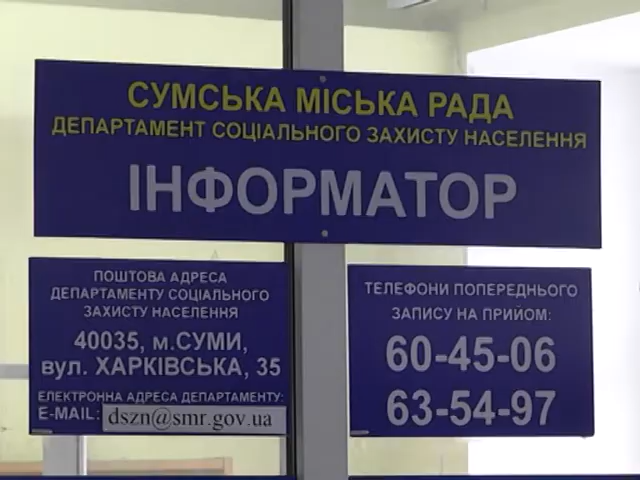 СУМСЬКА МІСЬКА РАДА
ДЕПАРТАМЕНТ СОЦІАЛЬНОГО ЗАХИСТУ НАСЕЛЕННЯ
ІНФОРМАТОР
ПОШТОВА АДРЕСА
ДЕПАРТАМЕНТУ СОЦІАЛЬНОГО
ЗАХИСТУ НАСЕЛЕННЯ
40035, м.СУМИ,
вул. ХАРКІВСЬКА, 35
ЕЛЕКТРОННА АДРЕСА ДЕПАРТАМЕНТУ:
E-MAIL: dszn@smr.gov.ua
ТЕЛЕФОНИ ПОПЕРЕДНЬОГО
ЗАПИСУ НА ПРИЙОМ:
60-45-06
63-54-97